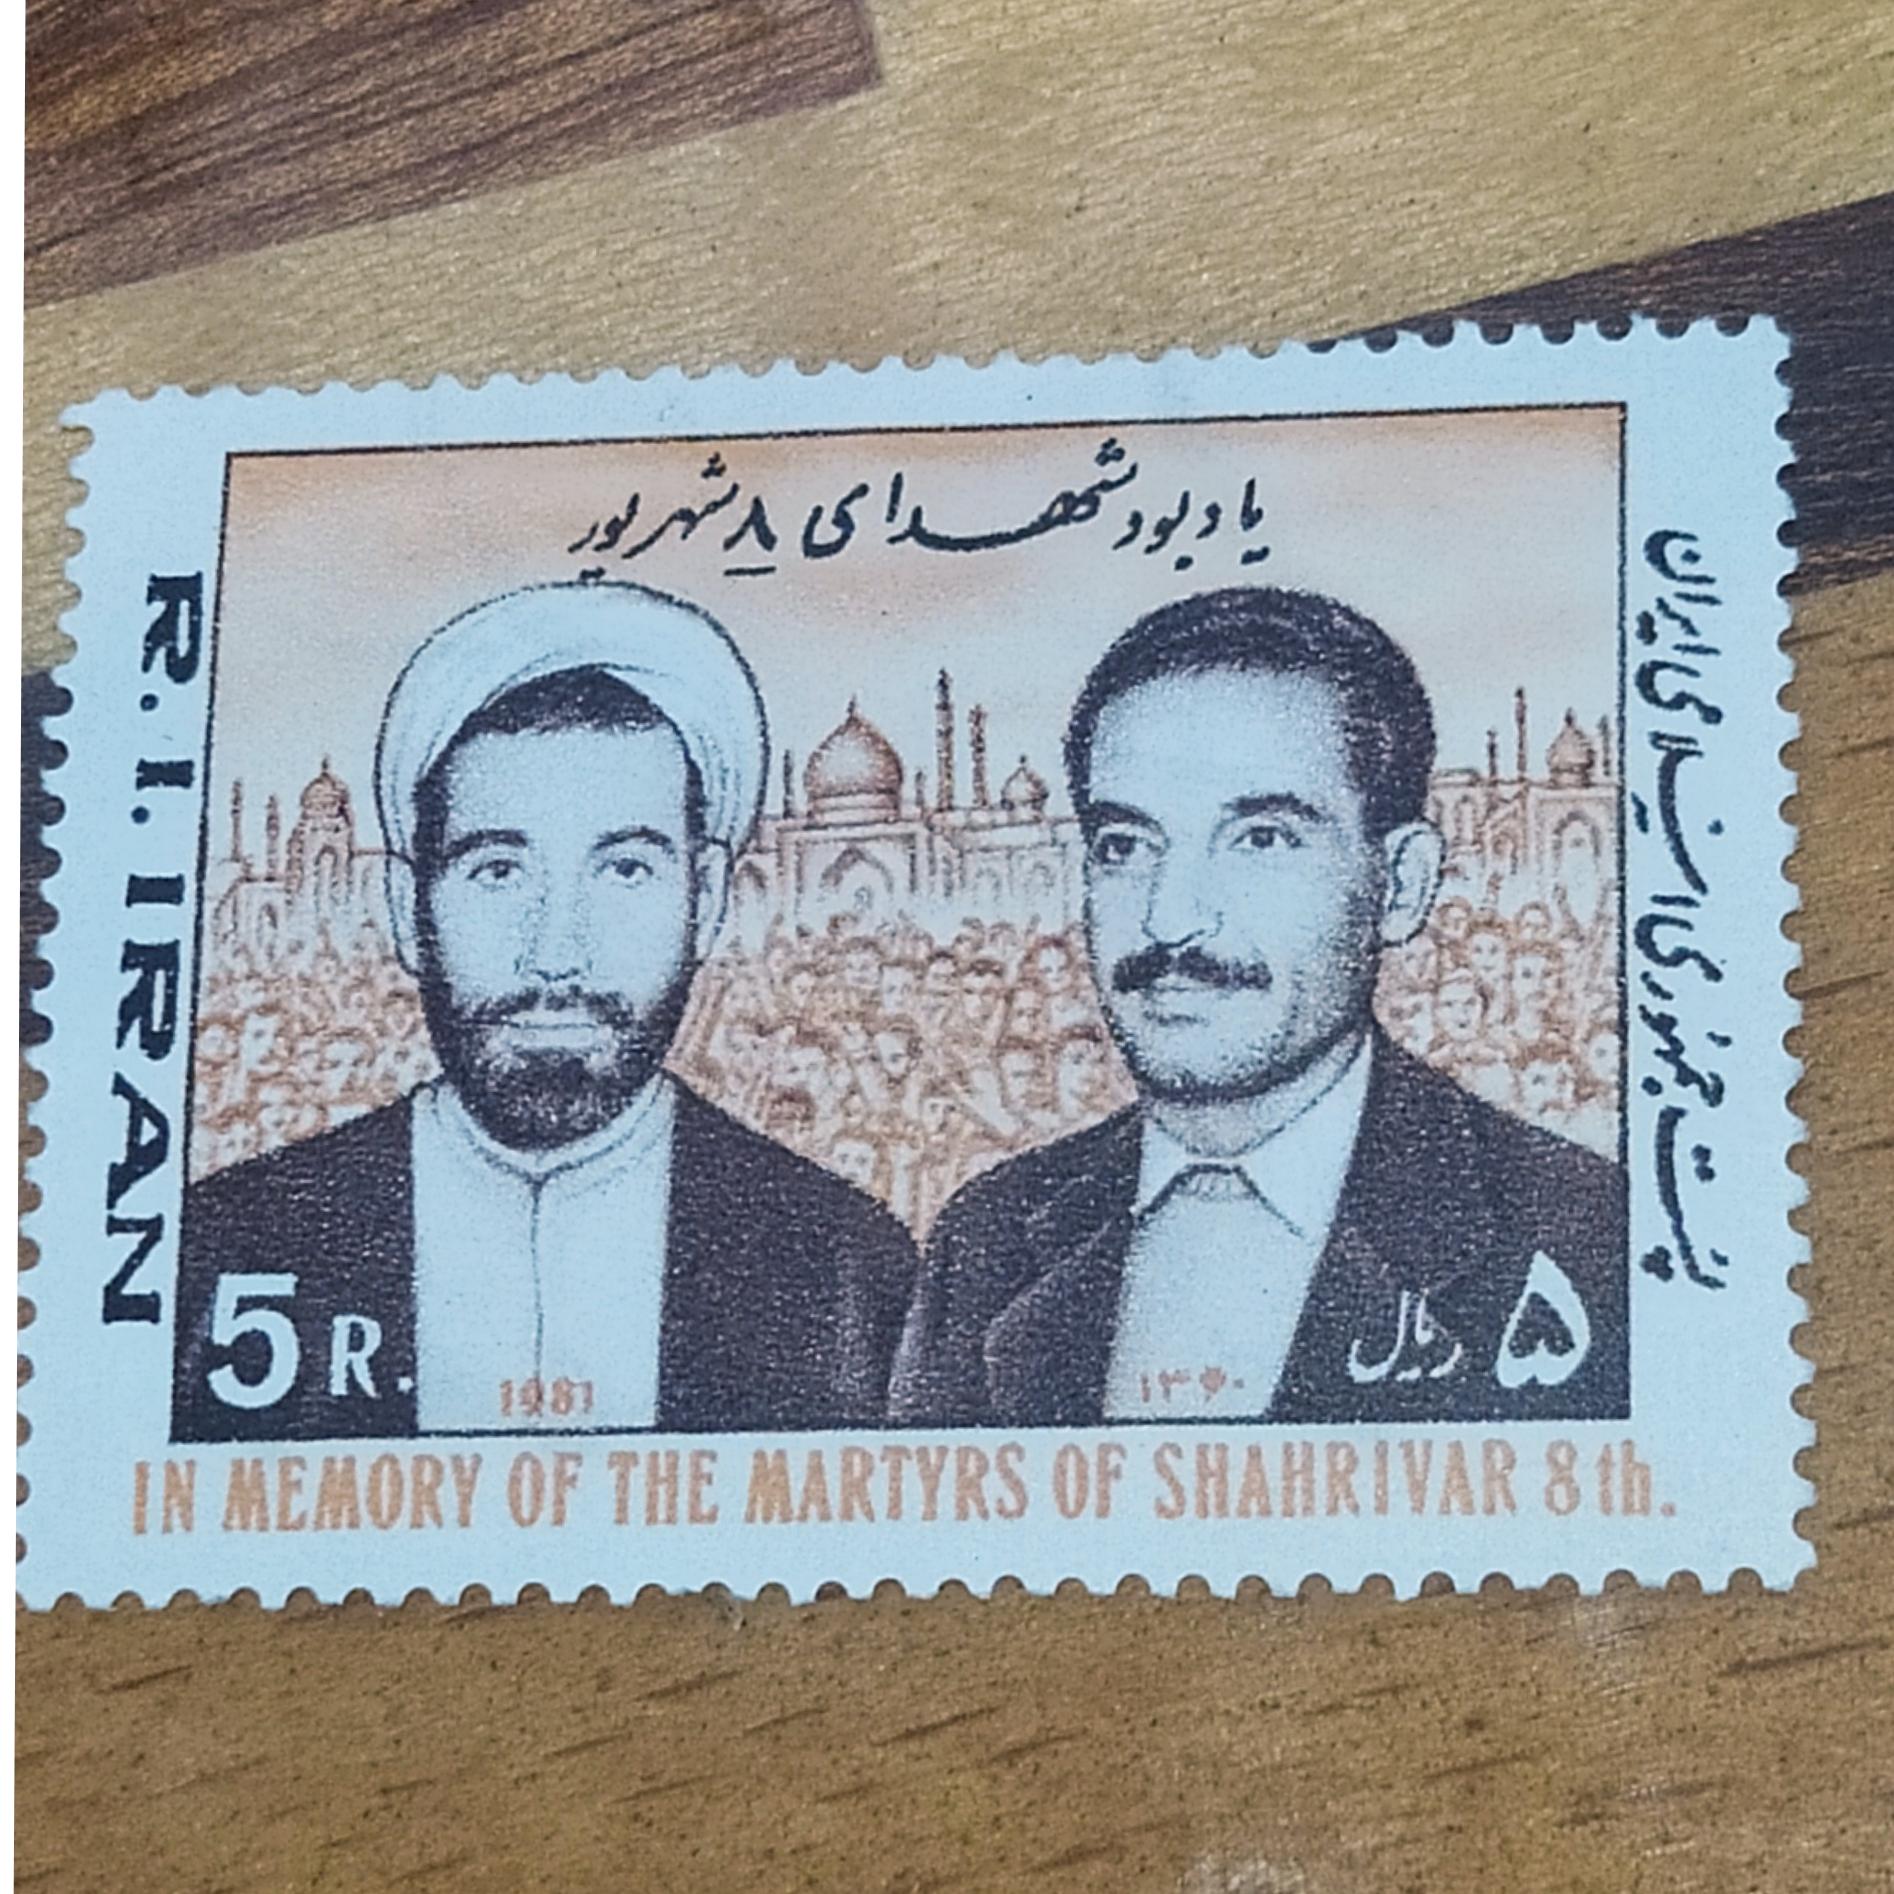 یادبود شهدای ۸ شهریور
R.I. IRAN
پست جمهوری اسلامی ایران
5 R.
۵ ریال
1981
۱۳۶۰
IN MEMORY OF THE MARTYRS OF SHAHRIVAR 8th.